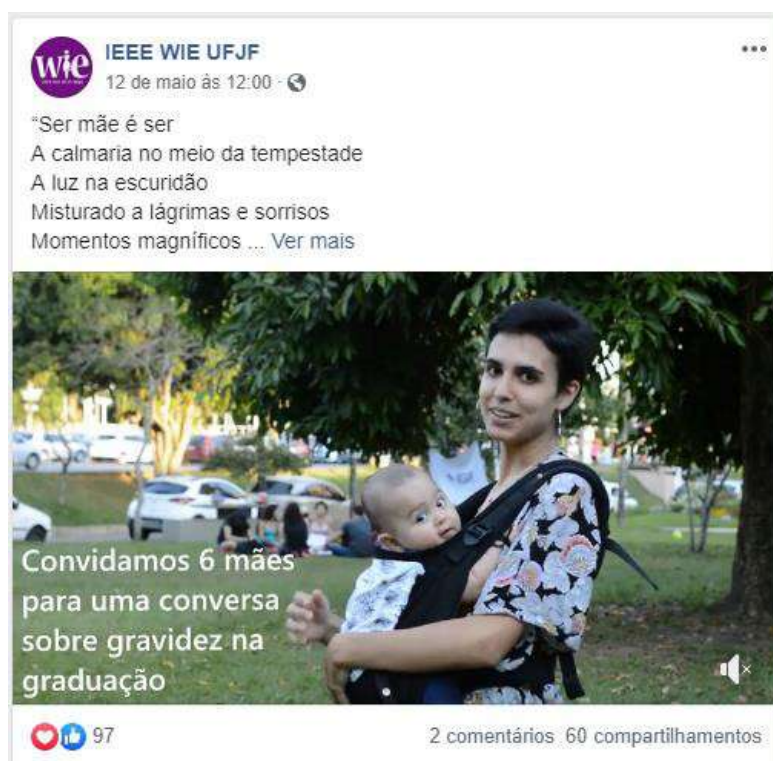 wie
IEEE WIE UFJF
12 de maio às 12:00 ·
“Ser mãe é ser
A calmaria no meio da tempestade
A luz na escuridão
Misturado a lágrimas e sorrisos
Momentos magníficos ... Ver mais
Convidamos 6 mães
para uma conversa
sobre gravidez na
graduação
97
2 comentários 60 compartilhamentos